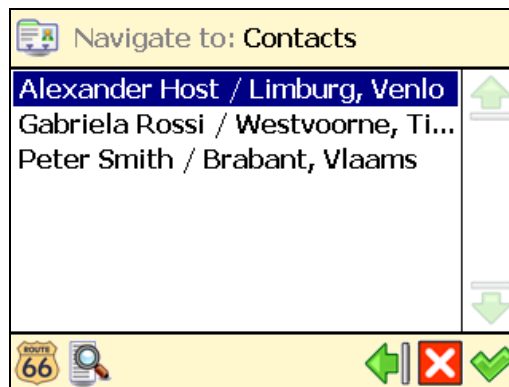 Navigate to: Contacts
Alexander Host / Limburg, Venlo
Gabriela Rossi / Westvoorne, Ti...
Peter Smith / Brabant, Vlaams
ROUTE
66